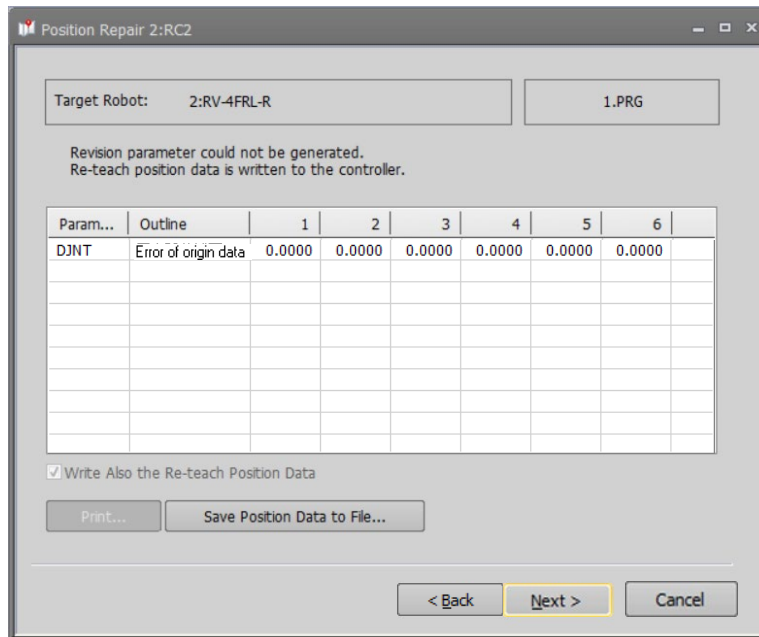 Position Repair 2:RC2
Target Robot: 2:RV-4FRL-R 1.PRG
Revision parameter could not be generated.
Re-teach position data is written to the controller.
Param... Outline 1 2 3 4 5 6
DJNT Error of origin data 0.0000 0.0000 0.0000 0.0000 0.0000 0.0000
Write Also the Re-teach Position Data
Print... Save Position Data to File...
< Back Next > Cancel